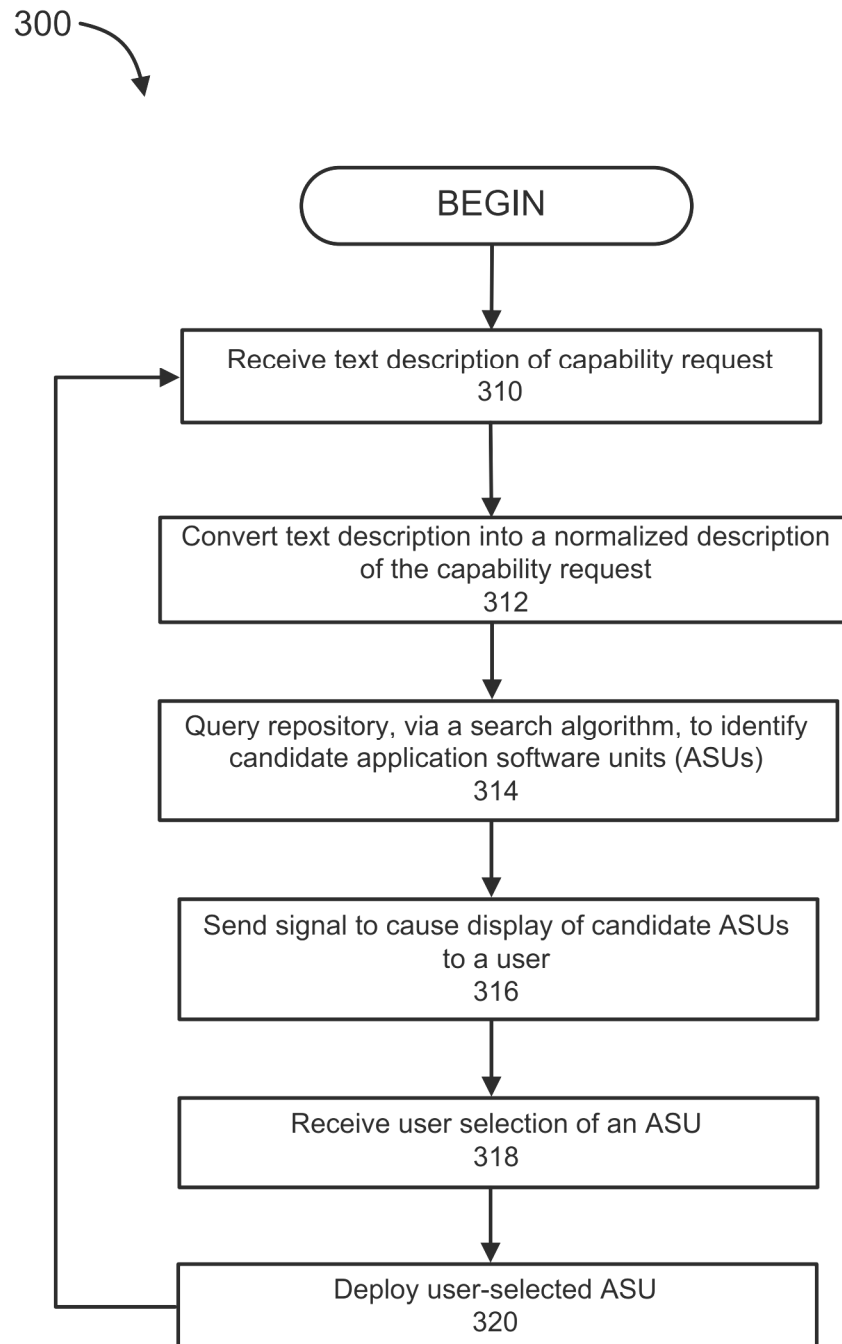 300
BEGIN
Receive text description of capability request
310
Convert text description into a normalized description
of the capability request
312
Query repository, via a search algorithm, to identify
candidate application software units (ASUs)
314
Send signal to cause display of candidate ASUs
to a user
316
Receive user selection of an ASU
318
Deploy user-selected ASU
320